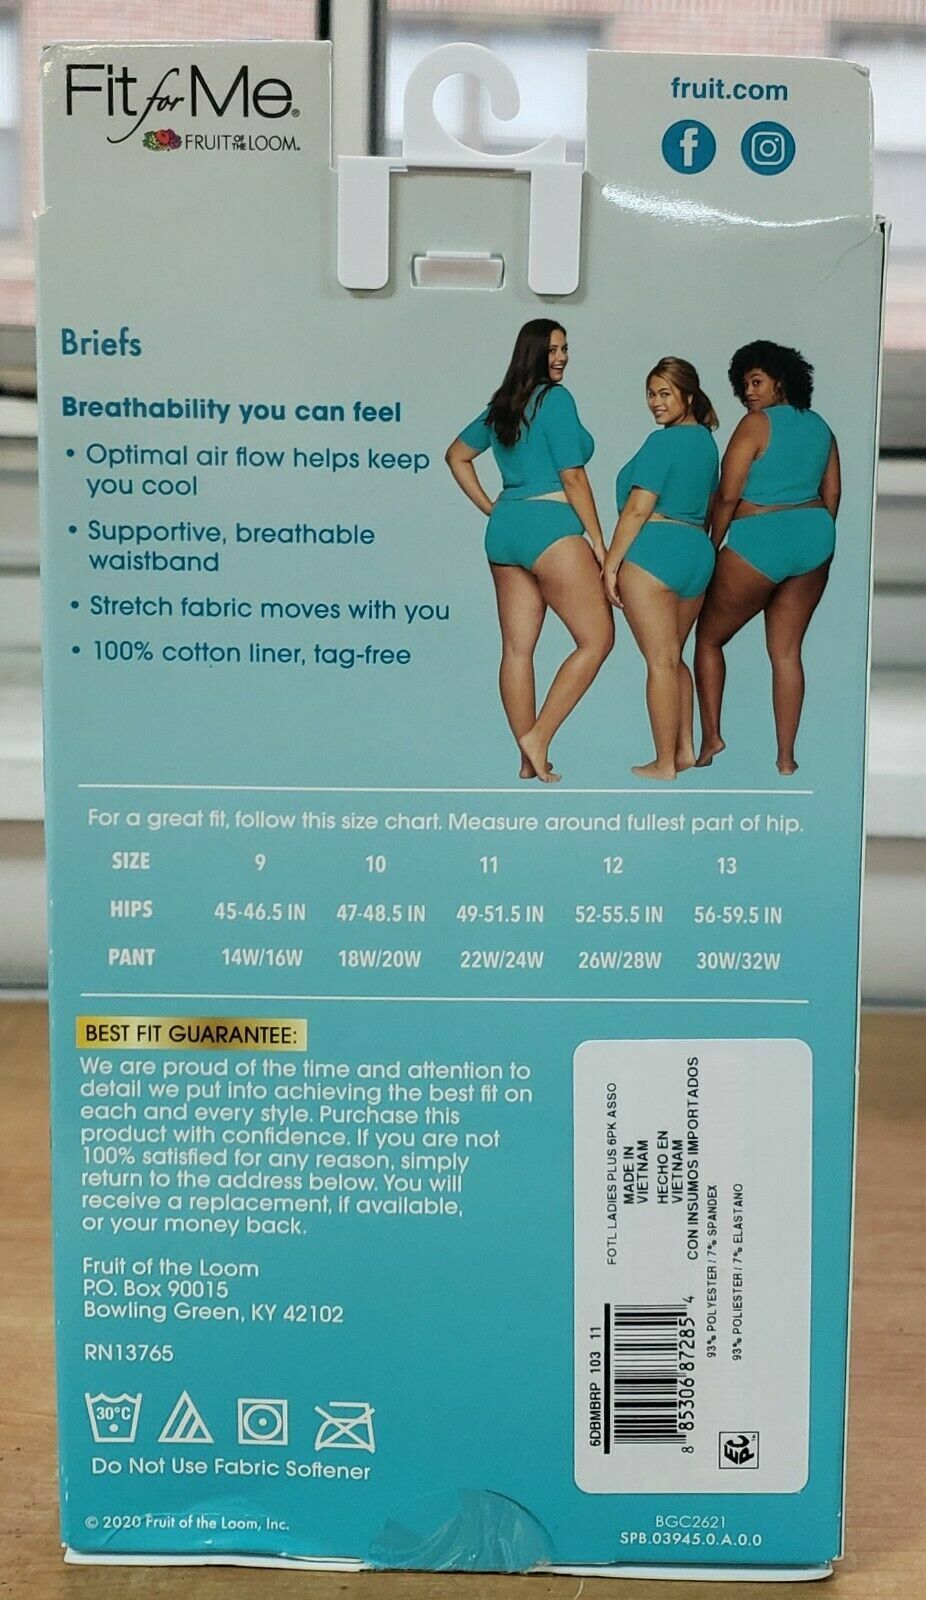 Fit for Me®
FRUIT OF THE LOOM®
fruit.com
Briefs
Breathability you can feel
• Optimal air flow helps keep
you cool
• Supportive, breathable
waistband
• Stretch fabric moves with you
• 100% cotton liner, tag-free
For a great fit, follow this size chart. Measure around fullest part of hip.
SIZE 9 10 11 12 13
HIPS 45-46.5 IN 47-48.5 IN 49-51.5 IN 52-55.5 IN 56-59.5 IN
PANT 14W/16W 18W/20W 22W/24W 26W/28W 30W/32W
BEST FIT GUARANTEE:
We are proud of the time and attention to
detail we put into achieving the best fit on
each and every style. Purchase this
product with confidence. If you are not
100% satisfied for any reason, simply
return to the address below. You will
receive a replacement, if available,
or your money back.
Fruit of the Loom
P.O. Box 90015
Bowling Green, KY 42102
RN13765
30°C
Do Not Use Fabric Softener
© 2020 Fruit of the Loom, Inc.
FOTL LADIES PLUS 6PK ASSO
MADE IN
VIETNAM
HECHO EN
VIETNAM
CON INSUMOS IMPORTADOS
93% POLYESTER / 7% SPANDEX
93% POLIESTER / 7% ELASTANO
6DBMBRP 103 11
8 85306 87285 4
EPC™
BGC2621
SPB.03945.0.A.0.0